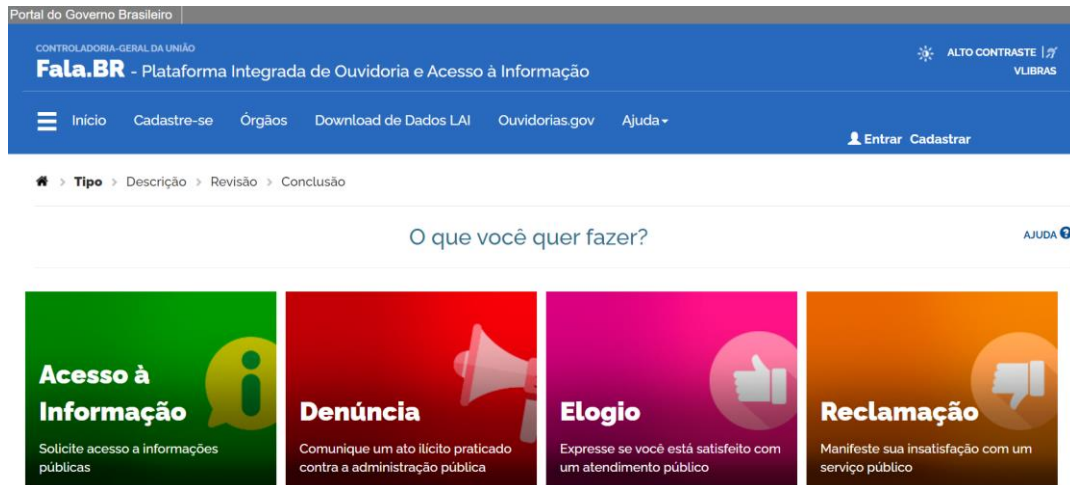 Portal do Governo Brasileiro
CONTROLADORIA-GERAL DA UNIÃO
Fala.BR - Plataforma Integrada de Ouvidoria e Acesso à Informação
ALTO CONTRASTE |
VLIBRAS
Início Cadastre-se Órgãos Download de Dados LAI Ouvidorias.gov Ajuda
Entrar Cadastrar
> Tipo > Descrição > Revisão > Conclusão
O que você quer fazer?
AJUDA
Acesso à
Informação
Solicite acesso a informações
públicas
Denúncia
Comunique um ato ilícito praticado
contra a administração pública
Elogio
Expresse se você está satisfeito com
um atendimento público
Reclamação
Manifeste sua insatisfação com um
serviço público